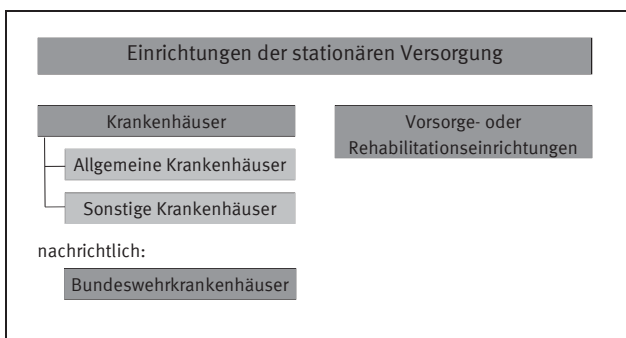 Einrichtungen der stationären Versorgung
Krankenhäuser
Allgemeine Krankenhäuser
Sonstige Krankenhäuser
nachrichtlich:
Bundeswehrkrankenhäuser
Vorsorge- oder
Rehabilitationseinrichtungen